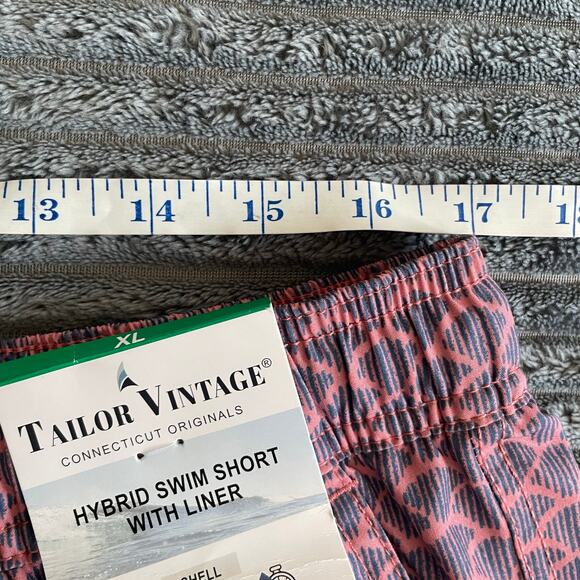 13 14 15 16 17
XL
TAILOR VINTAGE®
CONNECTICUT ORIGINALS
HYBRID SWIM SHORT
WITH LINER
SHELL